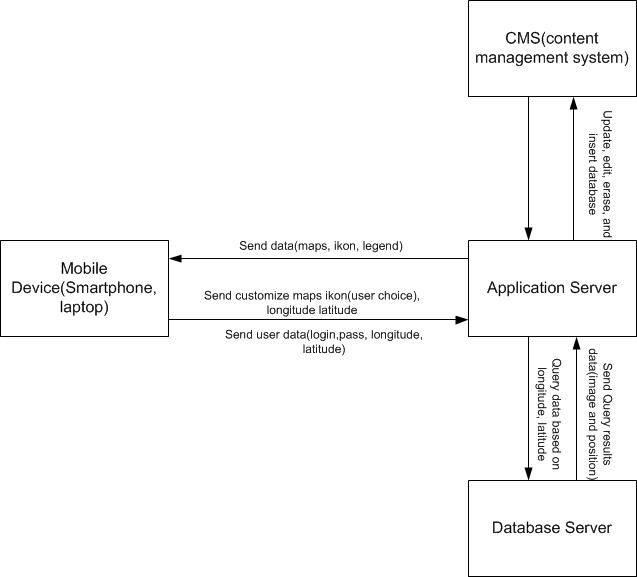 CMS(content
management system)
Update, edit, erase, and
insert database
Send data(maps, ikon, legend)
Mobile
Device(Smartphone,
laptop)
Application Server
Send customize maps ikon(user choice),
longitude latitude
Send user data(login,pass, longitude,
latitude)
Query data based on
longitude, latitude
Send Query results
data(image and position)
Database Server